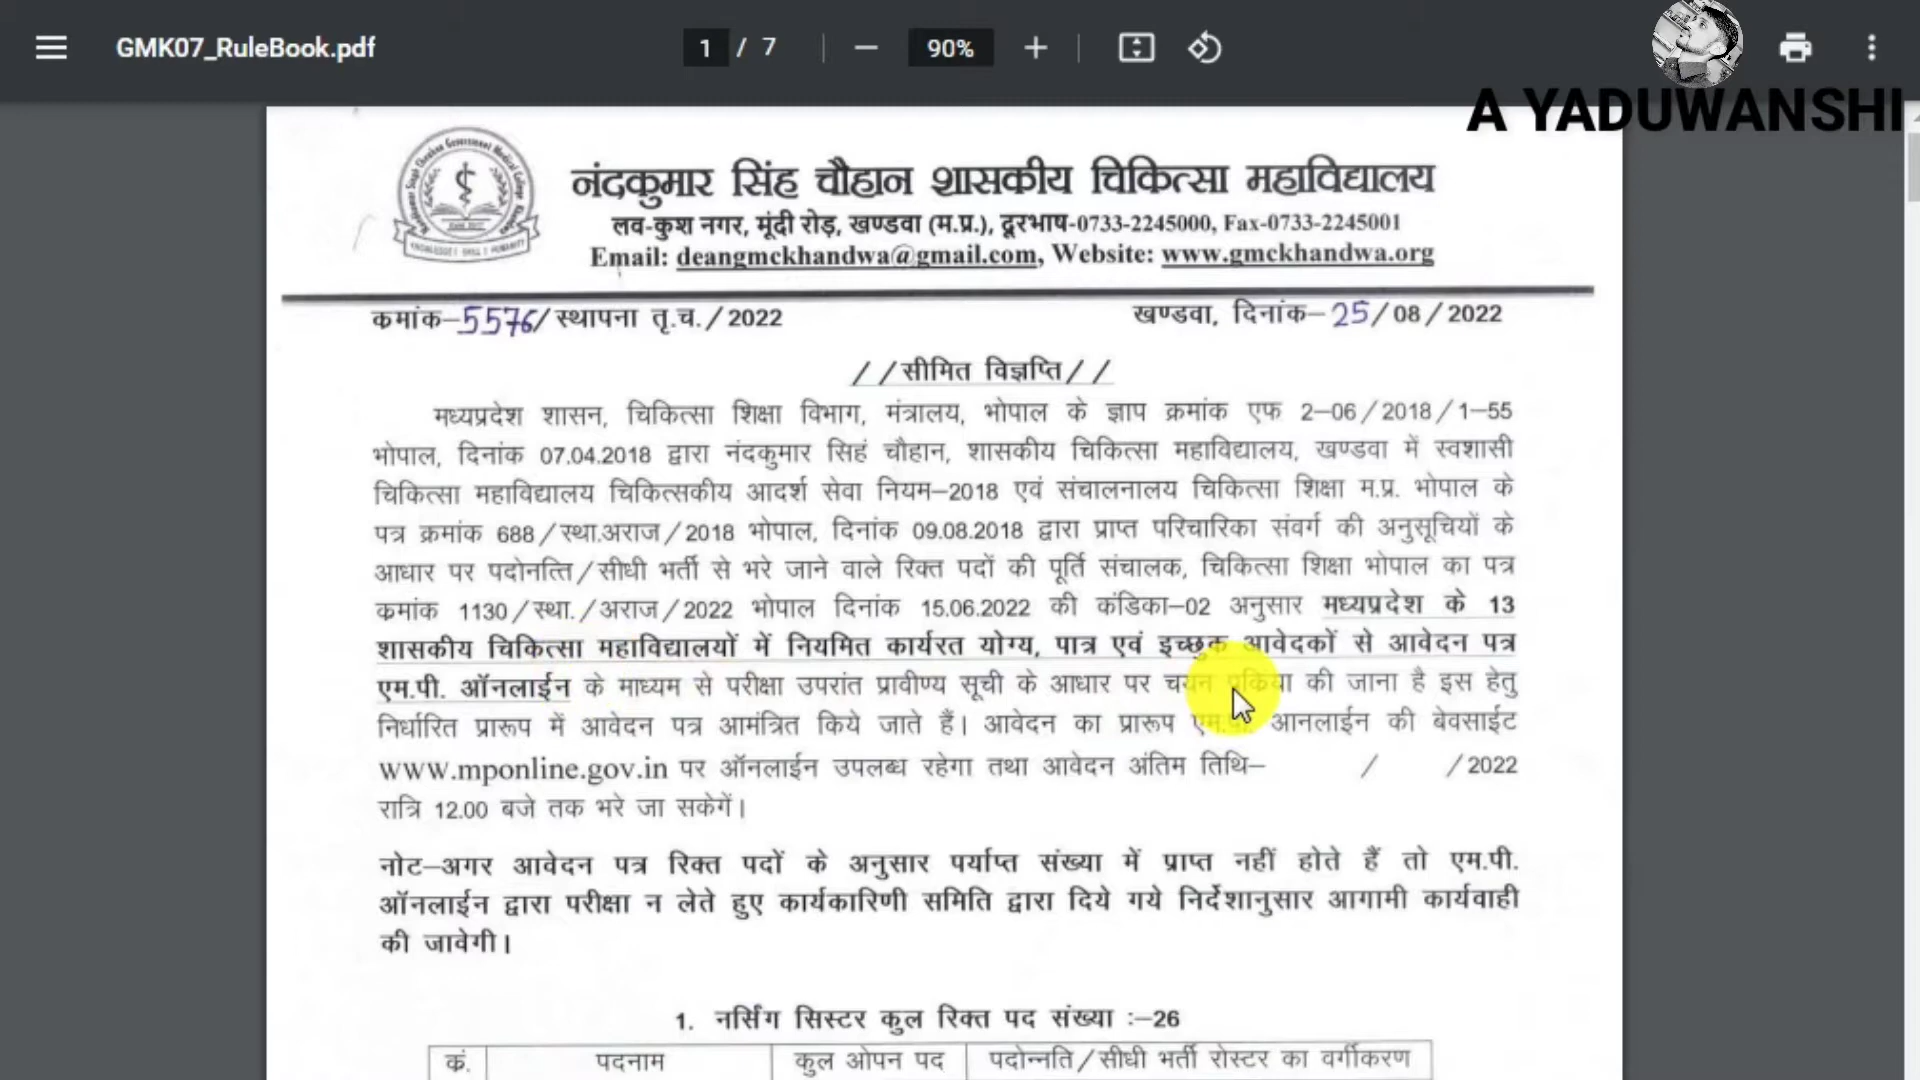 GMK07_RuleBook.pdf
1 / 7
90%
A YADUWANSHI
नंदकुमार सिंह चौहान शासकीय चिकित्सा महाविद्यालय
लव-कुश नगर, मूंदी रोड़, खण्डवा (म.प्र.), दूरभाष-0733-2245000, Fax-0733-2245001
Email: deangmckhandwa@gmail.com, Website: www.gmckhandwa.org
कमांक-5576/स्थापना तृ.च./2022
खण्डवा, दिनांक-25/08/2022
//सीमित विज्ञप्ति//
मध्यप्रदेश शासन, चिकित्सा शिक्षा विभाग, मंत्रालय, भोपाल के ज्ञाप क्रमांक एफ 2-06/2018/1-55
भोपाल, दिनांक 07.04.2018 द्वारा नंदकुमार सिहं चौहान, शासकीय चिकित्सा महाविद्यालय, खण्डवा में स्वशासी
चिकित्सा महाविद्यालय चिकित्सकीय आदर्श सेवा नियम-2018 एवं संचालनालय चिकित्सा शिक्षा म.प्र. भोपाल के
पत्र क्रमांक 688/स्था.अराज/2018 भोपाल, दिनांक 09.08.2018 द्वारा प्राप्त परिचारिका संवर्ग की अनुसूचियों के
आधार पर पदोनत्ति/सीधी भर्ती से भरे जाने वाले रिक्त पदों की पूर्ति संचालक, चिकित्सा शिक्षा भोपाल का पत्र
कमांक 1130/स्था./अराज/2022 भोपाल दिनांक 15.06.2022 की कंडिका-02 अनुसार मध्यप्रदेश के 13
शासकीय चिकित्सा महाविद्यालयों में नियमित कार्यरत योग्य, पात्र एवं इच्छुक आवेदकों से आवेदन पत्र
एम.पी. ऑनलाईन के माध्यम से परीक्षा उपरांत प्रावीण्य सूची के आधार पर चयन प्रकिया की जाना है इस हेतु
निर्धारित प्रारूप में आवेदन पत्र आमंत्रित किये जाते हैं। आवेदन का प्रारूप एम.पी. आनलाईन की बेवसाईट
www.mponline.gov.in पर ऑनलाईन उपलब्ध रहेगा तथा आवेदन अंतिम तिथि- / /2022
रात्रि 12.00 बजे तक भरे जा सकेगें।
नोट-अगर आवेदन पत्र रिक्त पदों के अनुसार पर्याप्त संख्या में प्राप्त नहीं होते हैं तो एम.पी.
ऑनलाईन द्वारा परीक्षा न लेते हुए कार्यकारिणी समिति द्वारा दिये गये निर्देशानुसार आगामी कार्यवाही
की जावेगी।
1. नर्सिंग सिस्टर कुल रिक्त पद संख्या :-26
कं. पदनाम कुल ओपन पद पदोन्नति/सीधी भर्ती रोस्टर का वर्गीकरण